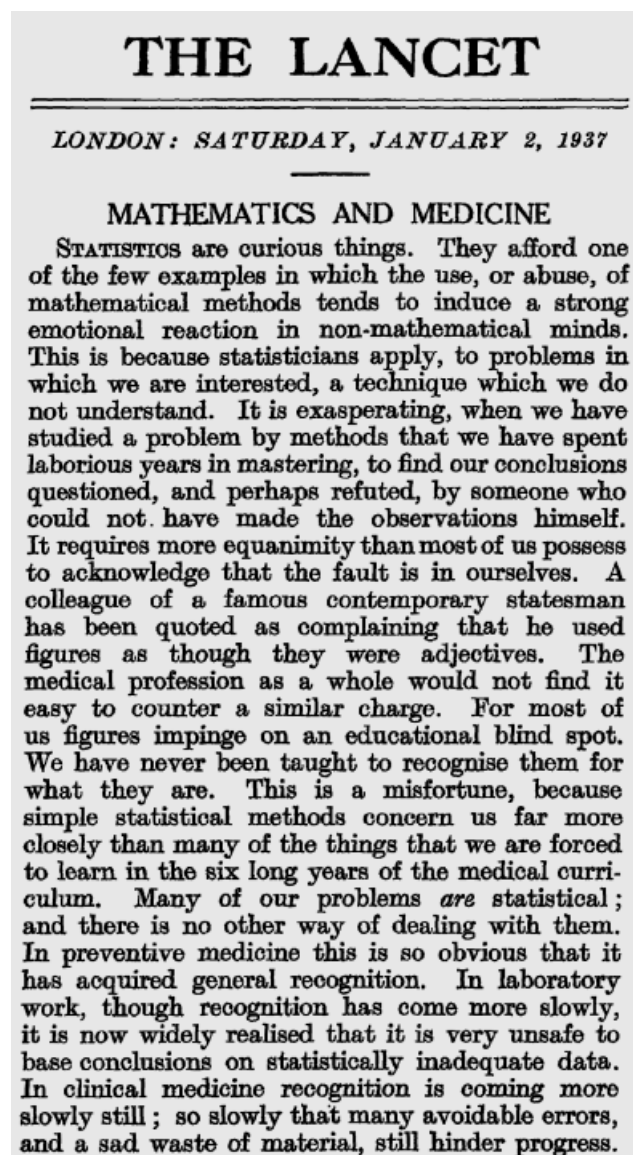 THE LANCET
LONDON: SATURDAY, JANUARY 2, 1937
MATHEMATICS AND MEDICINE
STATISTICS are curious things. They afford one
of the few examples in which the use, or abuse, of
mathematical methods tends to induce a strong
emotional reaction in non-mathematical minds.
This is because statisticians apply, to problems in
which we are interested, a technique which we do
not understand. It is exasperating, when we have
studied a problem by methods that we have spent
laborious years in mastering, to find our conclusions
questioned, and perhaps refuted, by someone who
could not have made the observations himself.
It requires more equanimity than most of us possess
to acknowledge that the fault is in ourselves. A
colleague of a famous contemporary statesman
has been quoted as complaining that he used
figures as though they were adjectives. The
medical profession as a whole would not find it
easy to counter a similar charge. For most of
us figures impinge on an educational blind spot.
We have never been taught to recognise them for
what they are. This is a misfortune, because
simple statistical methods concern us far more
closely than many of the things that we are forced
to learn in the six long years of the medical curri-
culum. Many of our problems are statistical;
and there is no other way of dealing with them.
In preventive medicine this is so obvious that it
has acquired general recognition. In laboratory
work, though recognition has come more slowly,
it is now widely realised that it is very unsafe to
base conclusions on statistically inadequate data.
In clinical medicine recognition is coming more
slowly still; so slowly that many avoidable errors,
and a sad waste of material, still hinder progress.